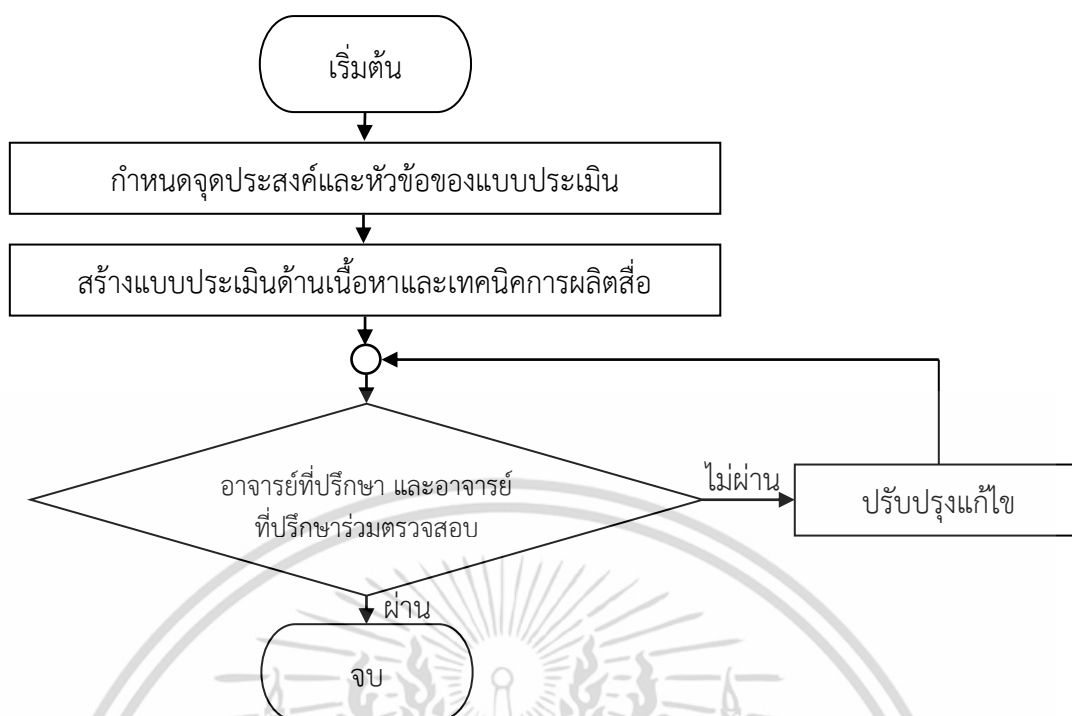 เริ่มต้น
กำหนดจุดประสงค์และหัวข้อของแบบประเมิน
สร้างแบบประเมินด้านเนื้อหาและเทคนิคการผลิตสื่อ
อาจารย์ที่ปรึกษา และอาจารย์
ที่ปรึกษาร่วมตรวจสอบ
ไม่ผ่าน
ปรับปรุงแก้ไข
ผ่าน
จบ